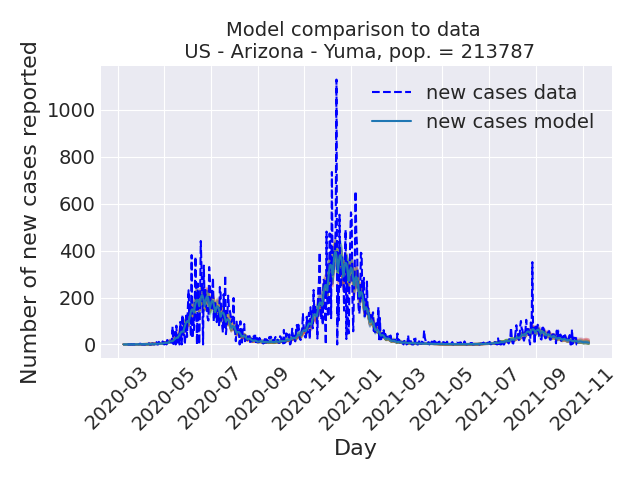 Model comparison to data
US - Arizona - Yuma, pop. = 213787
Number of new cases reported
1000
800
600
400
200
0
new cases data
new cases model
2020-03
2020-05
2020-07
2020-09
2020-11
2021-01
2021-03
2021-05
2021-07
2021-09
2021-11
Day